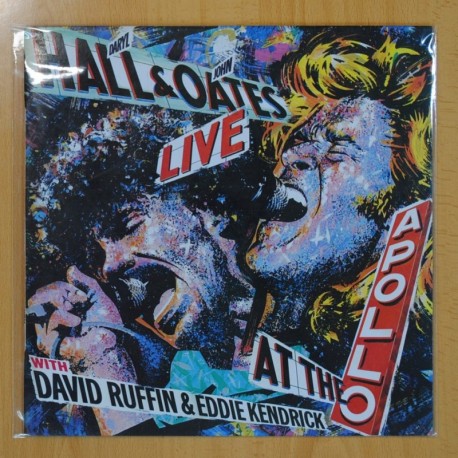 DARYL JOHN
HALL & OATES
LIVE
AT THE
APOLLO
WITH
DAVID RUFFIN & EDDIE KENDRICK